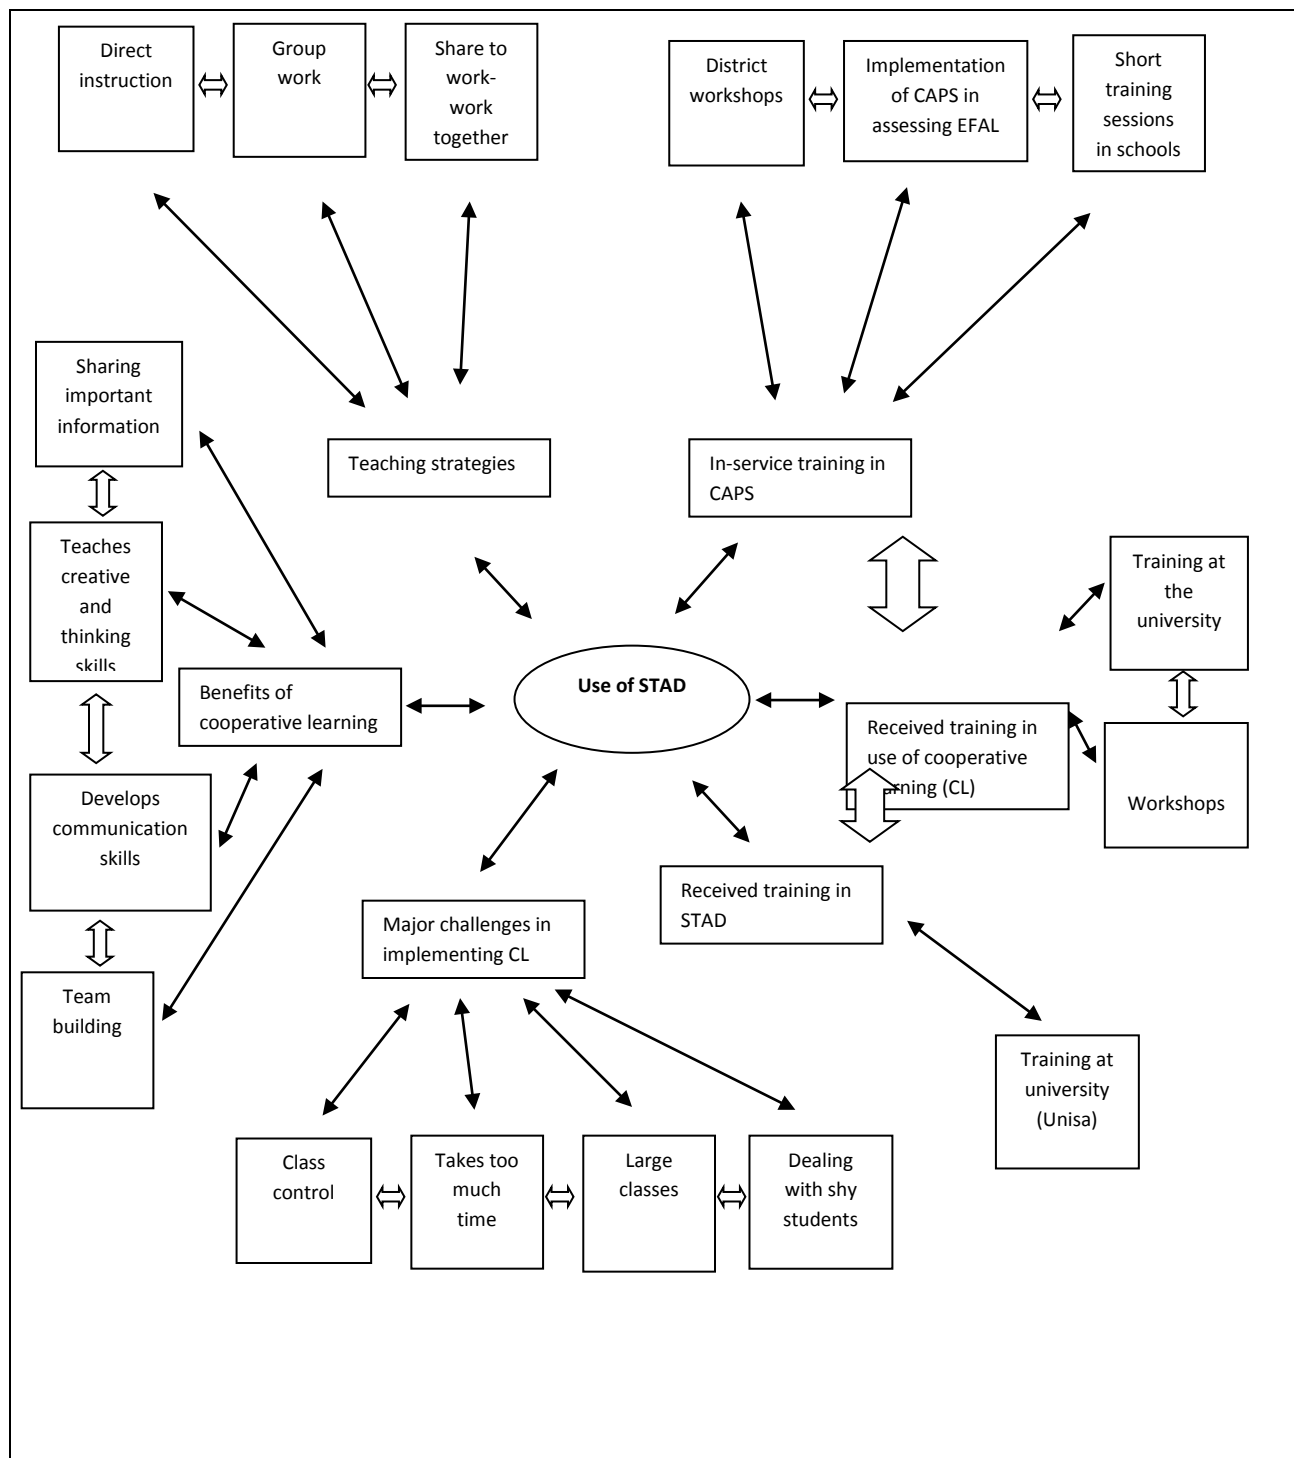 Direct
instruction
Group
work
Share to
work-
work
together
District
workshops
Implementation
of CAPS in
assessing EFAL
Short
training
sessions
in schools
Sharing
important
information
Teaching strategies
In-service training in
CAPS
Teaches
creative
and
thinking
skills
Training at
the
university
Benefits of
cooperative learning
Use of STAD
Received training in
use of cooperative
(CL)
Workshops
Develops
communication
skills
Received training in
STAD
Major challenges in
implementing CL
Team
building
Training at
university
(Unisa)
Class
control
Takes too
much
time
Large
classes
Dealing
with shy
students